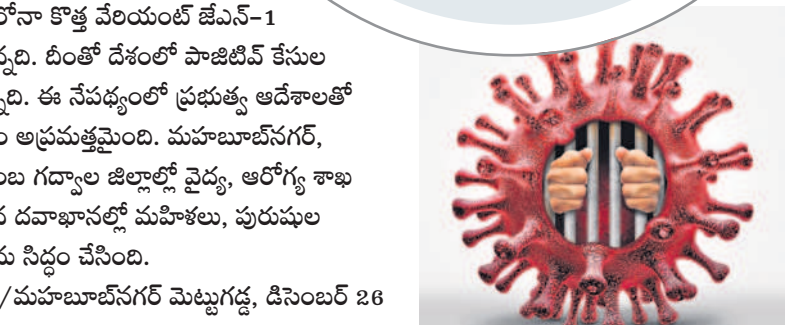 రోనా కొత్త వేరియంట్ జేఎన్-1
న్నది. దీంతో దేశంలో పాజిటివ్ కేసుల
న్నది. ఈ నేపథ్యంలో ప్రభుత్వ ఆదేశాలతో
ం అప్రమత్తమైంది. మహబూబ్‌నగర్,
ంబ గద్వాల జిల్లాల్లో వైద్య, ఆరోగ్య శాఖ
న దవాఖానల్లో మహిళలు, పురుషుల
ను సిద్ధం చేసింది.
/మహబూబ్‌నగర్ మెట్టుగడ్డ, డిసెంబర్ 26